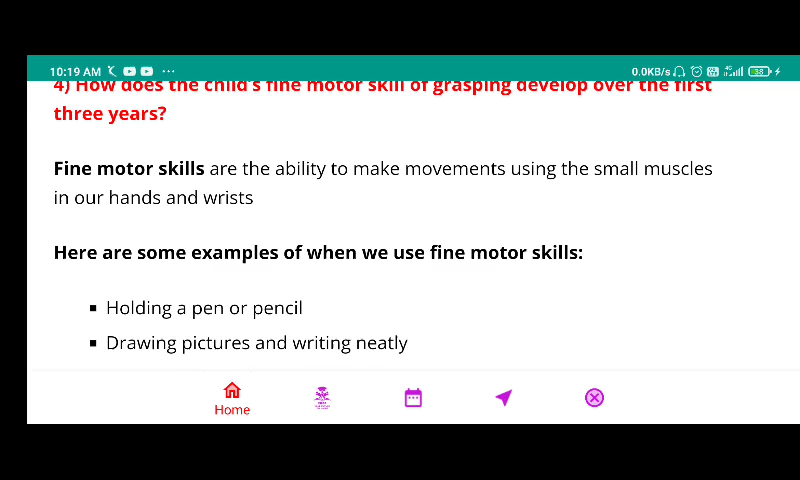 10:19 AM
0.0KB/s 4G 38
4) How does the child's fine motor skill of grasping develop over the first
three years?
Fine motor skills are the ability to make movements using the small muscles
in our hands and wrists
Here are some examples of when we use fine motor skills:
▪ Holding a pen or pencil
▪ Drawing pictures and writing neatly
Home